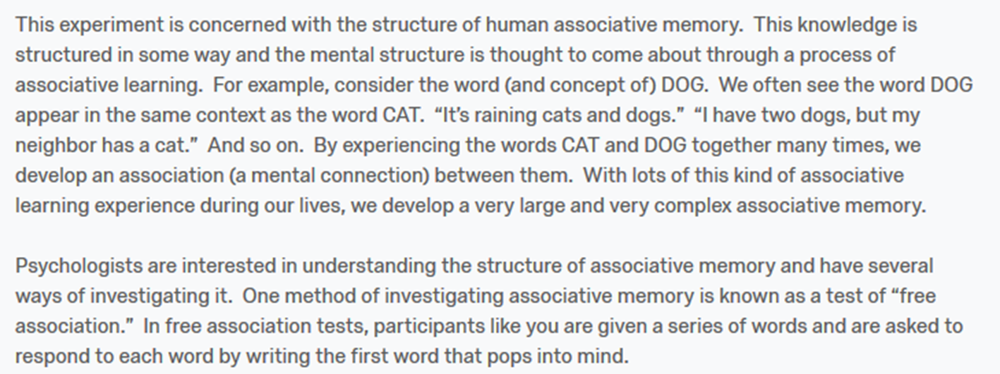 This experiment is concerned with the structure of human associative memory.  This knowledge is
structured in some way and the mental structure is thought to come about through a process of
associative learning.  For example, consider the word (and concept of) DOG.  We often see the word DOG
appear in the same context as the word CAT.  “It’s raining cats and dogs.”  “I have two dogs, but my
neighbor has a cat.”  And so on.  By experiencing the words CAT and DOG together many times, we
develop an association (a mental connection) between them.  With lots of this kind of associative
learning experience during our lives, we develop a very large and very complex associative memory.
Psychologists are interested in understanding the structure of associative memory and have several
ways of investigating it.  One method of investigating associative memory is known as a test of “free
association.”  In free association tests, participants like you are given a series of words and are asked to
respond to each word by writing the first word that pops into mind.